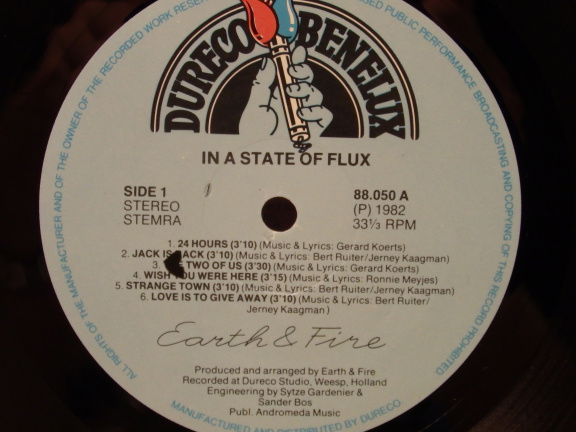 DURECO BENELUX
IN A STATE OF FLUX
SIDE 1
STEREO
STEMRA
88.050 A
(P) 1982
33⅓ RPM
1. 24 HOURS (3'10) (Music & Lyrics: Gerard Koerts)
2. JACK IS BACK (3'10) (Music & Lyrics: Bert Ruiter/Jerney Kaagman)
3. TWO OF US (3'30) (Music & Lyrics: Gerard Koerts)
4. WISH YOU WERE HERE (3'15) (Music & Lyrics: Ronnie Meyjes)
5. STRANGE TOWN (3'10) (Music & Lyrics: Bert Ruiter/Jerney Kaagman)
6. LOVE IS TO GIVE AWAY (3'10) (Music & Lyrics: Bert Ruiter/
Jerney Kaagman)
Earth & Fire
Produced and arranged by Earth & Fire
Recorded at Dureco Studio, Weesp, Holland
Engineering by Sytze Gardenier &
Sander Bos
Publ. Andromeda Music
ALL RIGHTS OF THE MANUFACTURER AND OF THE OWNER OF THE RECORDED WORK PUBLIC PERFORMANCE BROADCASTING AND COPYING OF THIS RECORD PROHIBITED
MANUFACTURED AND DISTRIBUTED BY DURECO